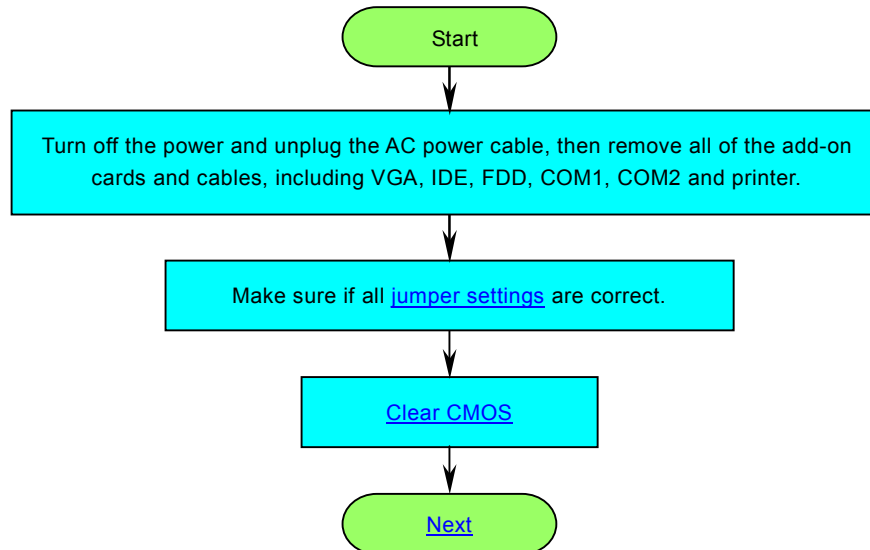 Start
Turn off the power and unplug the AC power cable, then remove all of the add-on
cards and cables, including VGA, IDE, FDD, COM1, COM2 and printer.
Make sure if all jumper settings are correct.
Clear CMOS
Next